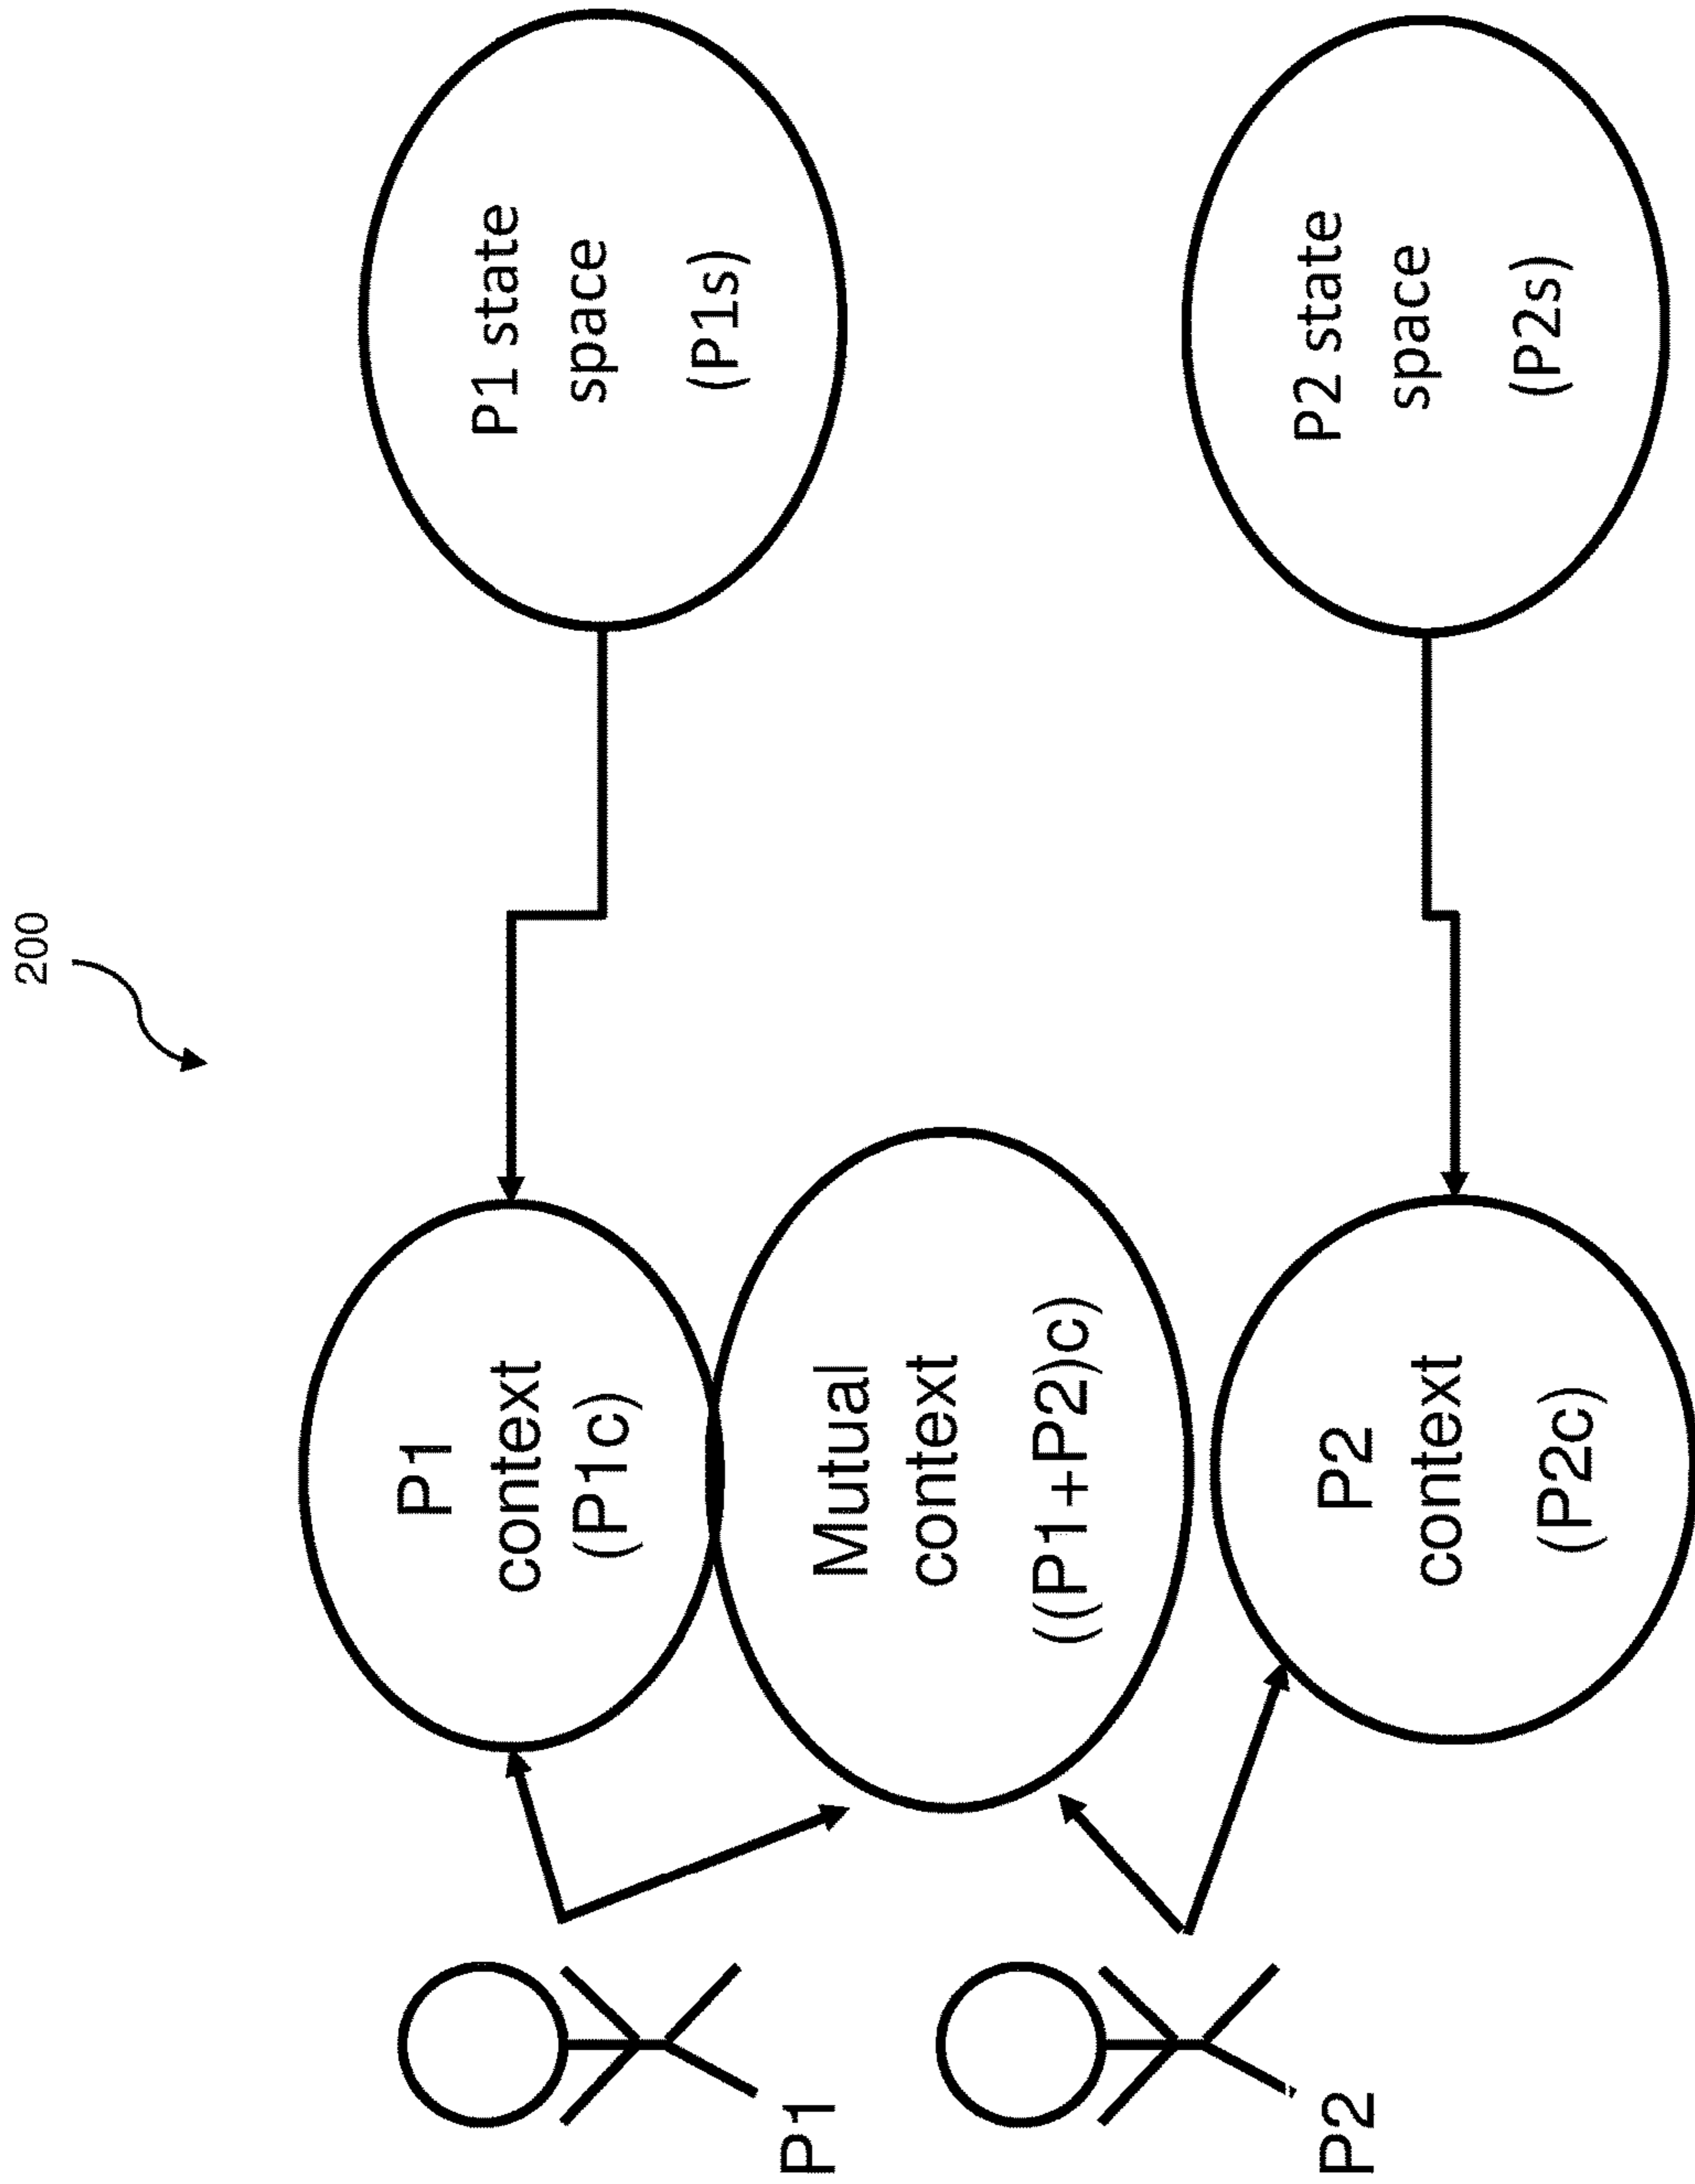 200
P1 state
space
(P1s)
P2 state
space
(P2s)
P1
context
(P1c)
Mutual
context
((P1+P2)c)
P2
context
(P2c)
P1
P2